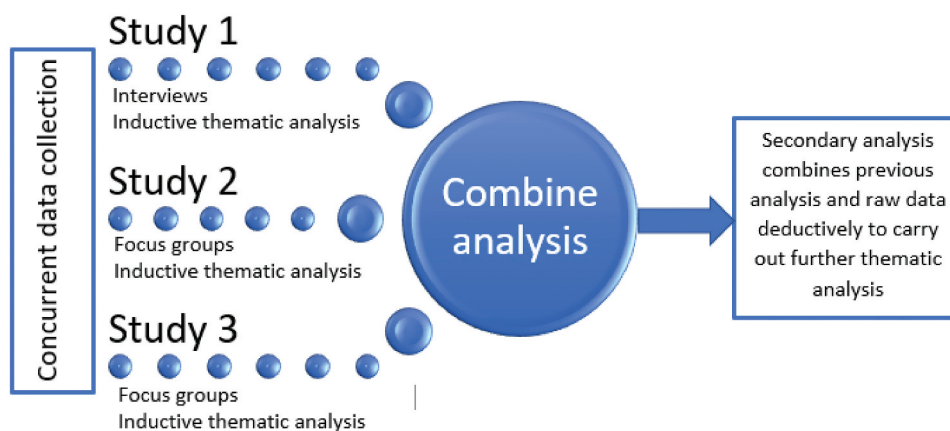 Concurrent data collection
Study 1
Interviews
Inductive thematic analysis
Study 2
Focus groups
Inductive thematic analysis
Study 3
Focus groups
Inductive thematic analysis
Combine
analysis
Secondary analysis
combines previous
analysis and raw data
deductively to carry
out further thematic
analysis